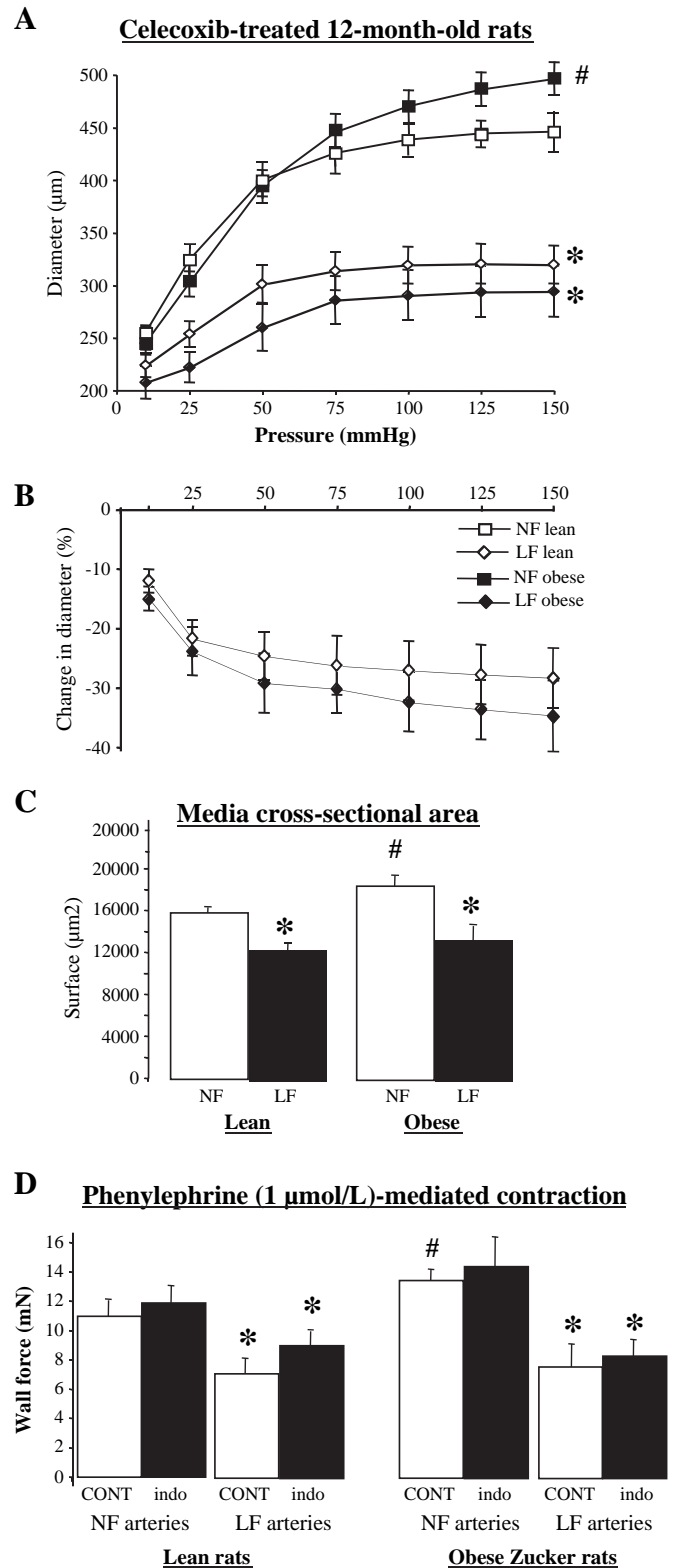 A
Celecoxib-treated 12-month-old rats
500
450
400
350
300
250
200
Diameter (µm)
#
*
*
0 25 50 75 100 125 150
Pressure (mmHg)
B
25 50 75 100 125 150
0
-10
-20
-30
-40
Change in diameter (%)
NF lean
LF lean
NF obese
LF obese
C
Media cross-sectional area
20000
20000
16000
12000
8000
4000
0
Surface (µm2)
*
#
*
NF LF NF LF
Lean Obese
D
Phenylephrine (1 µmol/L)-mediated contraction
16
14
12
10
8
6
4
2
0
Wall force (mN)
* * # * *
CONT indo CONT indo CONT indo CONT indo
NF arteries LF arteries NF arteries LF arteries
Lean rats Obese Zucker rats